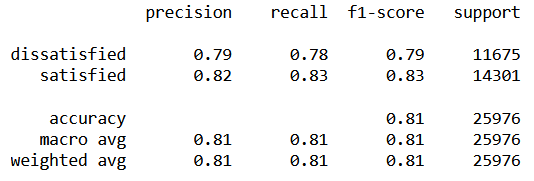 precision recall f1-score support
dissatisfied 0.79 0.78 0.79 11675
satisfied 0.82 0.83 0.83 14301
accuracy 0.81 25976
macro avg 0.81 0.81 0.81 25976
weighted avg 0.81 0.81 0.81 25976